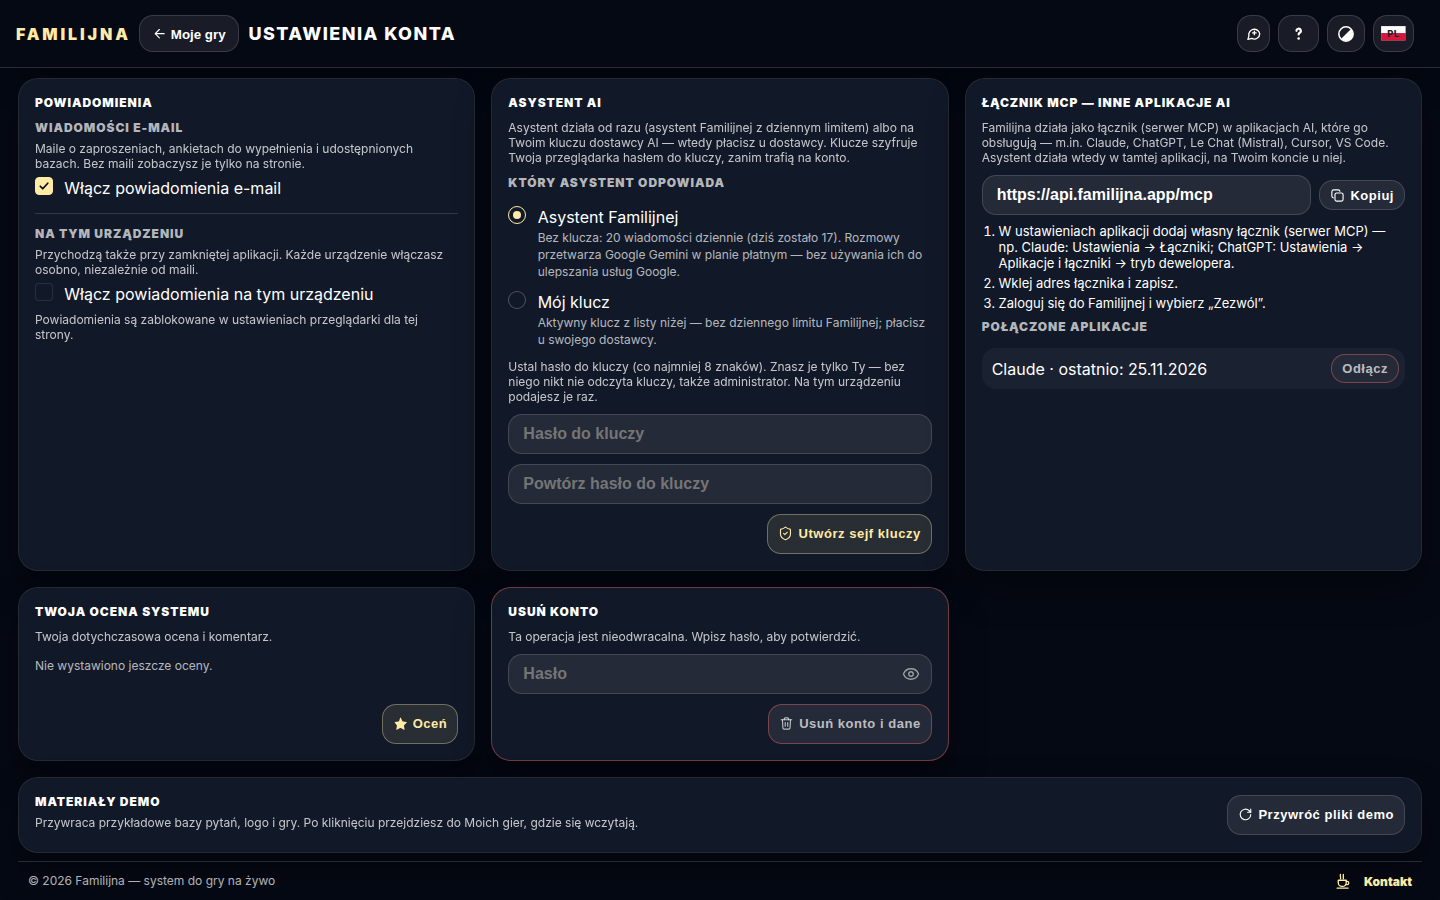 FAMILIJNA
← Moje gry
USTAWIENIA KONTA
?
PL
POWIADOMIENIA
WIADOMOŚCI E-MAIL
Maile o zaproszeniach, ankietach do wypełnienia i udostępnionych
bazach. Bez maili zobaczysz je tylko na stronie.
Włącz powiadomienia e-mail
NA TYM URZĄDZENIU
Przychodzą także przy zamkniętej aplikacji. Każde urządzenie włączasz
osobno, niezależnie od maili.
Włącz powiadomienia na tym urządzeniu
Powiadomienia są zablokowane w ustawieniach przeglądarki dla tej
strony.
ASYSTENT AI
Asystent działa od razu (asystent Familijnej z dziennym limitem) albo na
Twoim kluczu dostawcy AI — wtedy płacisz u dostawcy. Klucze szyfruje
Twoja przeglądarka hasłem do kluczy, zanim trafią na konto.
KTÓRY ASYSTENT ODPOWIADA
Asystent Familijnej
Bez klucza: 20 wiadomości dziennie (dziś zostało 17). Rozmowy
przetwarza Google Gemini w planie płatnym — bez używania ich do
ulepszania usług Google.
Mój klucz
Aktywny klucz z listy niżej — bez dziennego limitu Familijnej; płacisz
u swojego dostawcy.
Ustal hasło do kluczy (co najmniej 8 znaków). Znasz je tylko Ty — bez
niego nikt nie odczyta kluczy, także administrator. Na tym urządzeniu
podajesz je raz.
Hasło do kluczy
Powtórz hasło do kluczy
Utwórz sejf kluczy
ŁĄCZNIK MCP — INNE APLIKACJE AI
Familijna działa jako łącznik (serwer MCP) w aplikacjach AI, które go
obsługują — m.in. Claude, ChatGPT, Le Chat (Mistral), Cursor, VS Code.
Asystent działa wtedy w tamtej aplikacji, na Twoim koncie u niej.
https://api.familijna.app/mcp
Kopiuj
1. W ustawieniach aplikacji dodaj własny łącznik (serwer MCP) —
np. Claude: Ustawienia → Łączniki; ChatGPT: Ustawienia →
Aplikacje i łączniki → tryb dewelopera.
2. Wklej adres łącznika i zapisz.
3. Zaloguj się do Familijnej i wybierz „Zezwól”.
POŁĄCZONE APLIKACJE
Claude · ostatnio: 25.11.2026
Odłącz
TWOJA OCENA SYSTEMU
Twoja dotychczasowa ocena i komentarz.
Nie wystawiono jeszcze oceny.
Oceń
USUŃ KONTO
Ta operacja jest nieodwracalna. Wpisz hasło, aby potwierdzić.
Hasło
Usuń konto i dane
MATERIAŁY DEMO
Przywraca przykładowe bazy pytań, logo i gry. Po kliknięciu przejdziesz do Moich gier, gdzie się wczytają.
Przywróć pliki demo
© 2026 Familijna — system do gry na żywo
Kontakt